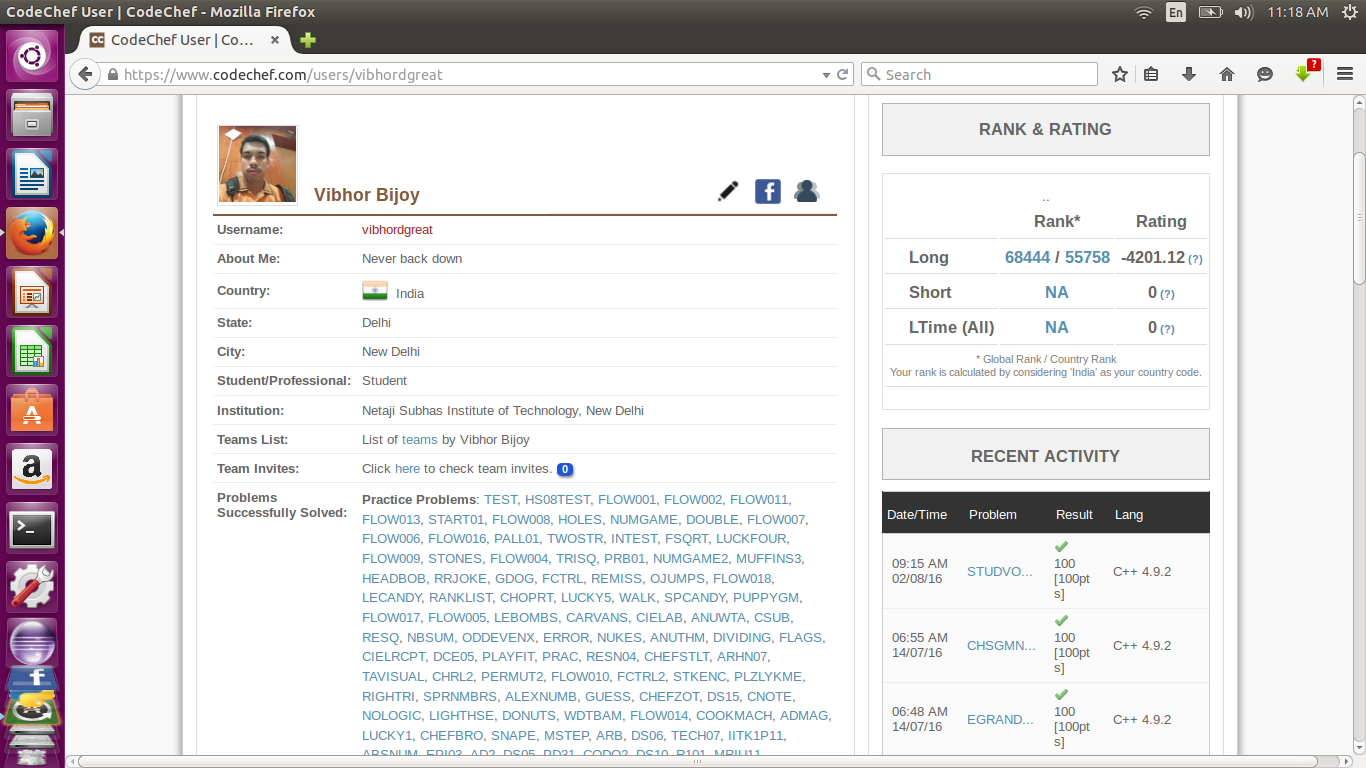 CodeChef User | CodeChef - Mozilla Firefox
En
11:18 AM
CodeChef User | Co...
https://www.codechef.com/users/vibhordgreat
Search
Vibhor Bijoy
Username: vibhordgreat
About Me: Never back down
Country: India
State: Delhi
City: New Delhi
Student/Professional: Student
Institution: Netaji Subhas Institute of Technology, New Delhi
Teams List: List of teams by Vibhor Bijoy
Team Invites: Click here to check team invites. 0
Problems
Successfully Solved:
Practice Problems: TEST, HS08TEST, FLOW001, FLOW002, FLOW011,
FLOW013, START01, FLOW008, HOLES, NUMGAME, DOUBLE, FLOW007,
FLOW006, FLOW016, PALL01, TWOSTR, INTEST, FSQRT, LUCKFOUR,
FLOW009, STONES, FLOW004, TRISQ, PRB01, NUMGAME2, MUFFINS3,
HEADBOB, RRJOKE, GDOG, FCTRL, REMISS, OJUMPS, FLOW018,
LECANDY, RANKLIST, CHOPRT, LUCKY5, WALK, SPCANDY, PUPPYGM,
FLOW017, FLOW005, LEBOMBS, CARVANS, CIELAB, ANUWTA, CSUB,
RESQ, NBSUM, ODDEVENX, ERROR, NUKES, ANUTHM, DIVIDING, FLAGS,
CIELRCPT, DCE05, PLAYFIT, PRAC, RESN04, CHEFSTLT, ARHN07,
TAVISUAL, CHRL2, PERMUT2, FLOW010, FCTRL2, STKENC, PLZLYKME,
RIGHTRI, SPRNMBRS, ALEXNUMB, GUESS, CHEFZOT, DS15, CNOTE,
NOLOGIC, LIGHTHSE, DONUTS, WDTBAM, FLOW014, COOKMACH, ADMAG,
LUCKY1, CHEFBRO, SNAPE, MSTEP, ARB, DS06, TECH07, IITK1P11,
RANK & RATING
..
Rank* Rating
Long 68444 / 55758 -4201.12 (?)
Short NA 0 (?)
LTime (All) NA 0 (?)
* Global Rank / Country Rank
Your rank is calculated by considering 'India' as your country code.
RECENT ACTIVITY
Date/Time Problem Result Lang
09:15 AM
02/08/16
STUDVO...
100
[100pt
s]
C++ 4.9.2
06:55 AM
14/07/16
CHSGMN...
100
[100pt
s]
C++ 4.9.2
06:48 AM
14/07/16
EGRAND...
100
[100pt
s]
C++ 4.9.2